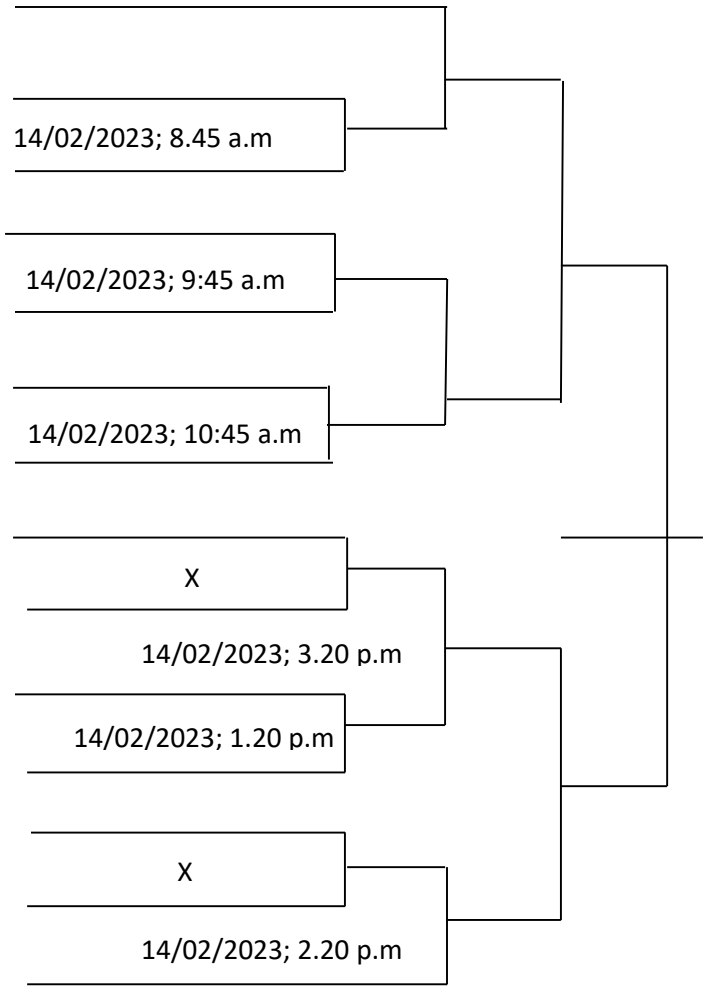 14/02/2023; 8.45 a.m
14/02/2023; 9:45 a.m
14/02/2023; 10:45 a.m
X
14/02/2023; 3.20 p.m
14/02/2023; 1.20 p.m
X
14/02/2023; 2.20 p.m